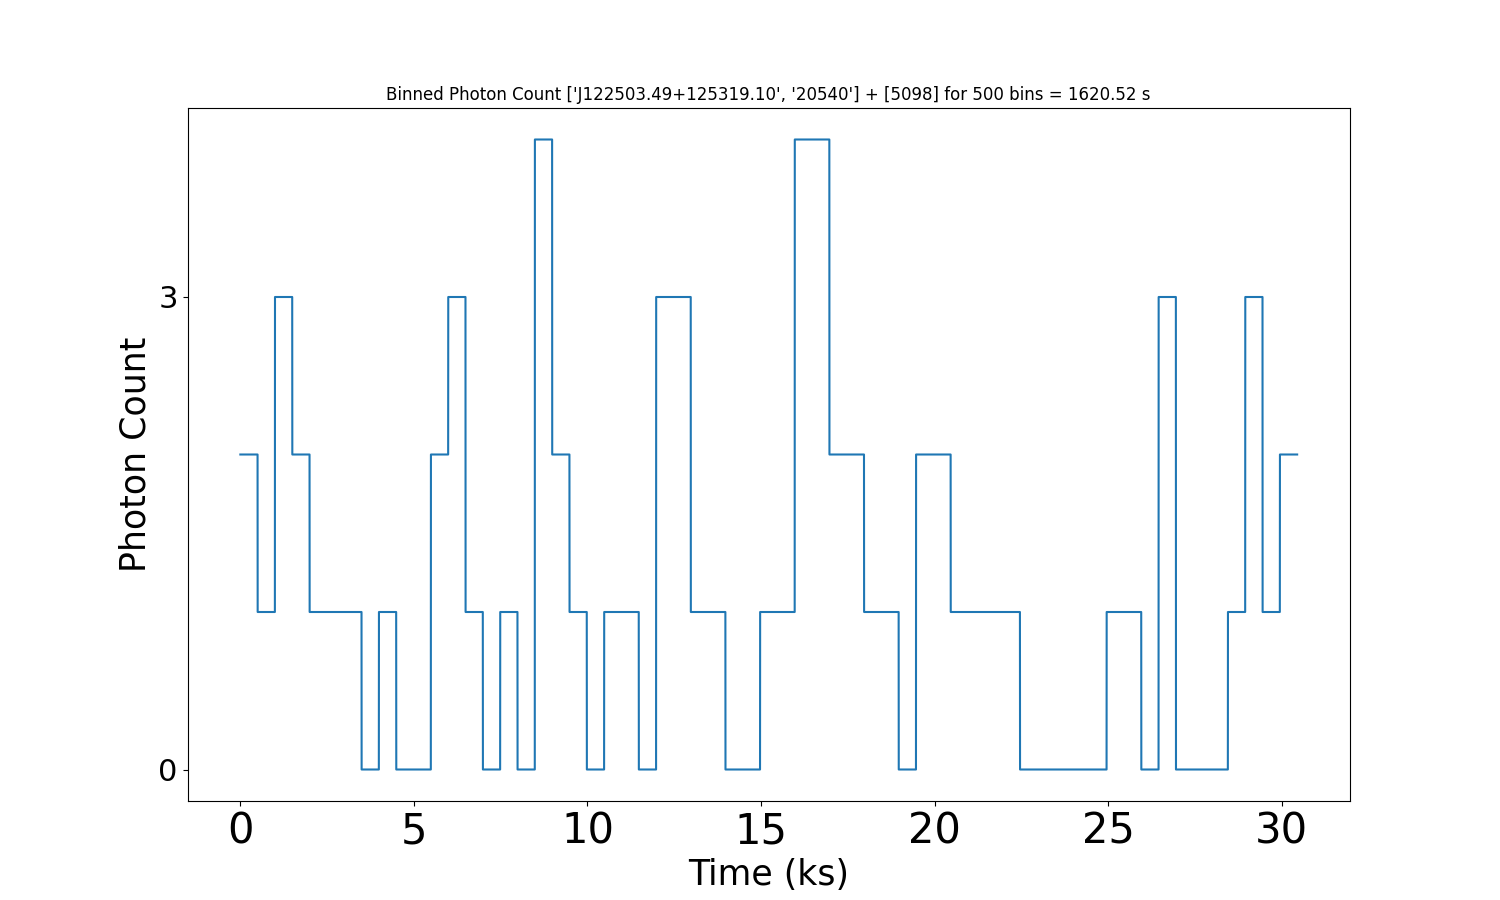 Binned Photon Count ['J122503.49+125319.10', '20540'] + [5098] for 500 bins = 1620.52 s
Photon Count
3
0
0 5 10 15 20 25 30
Time (ks)